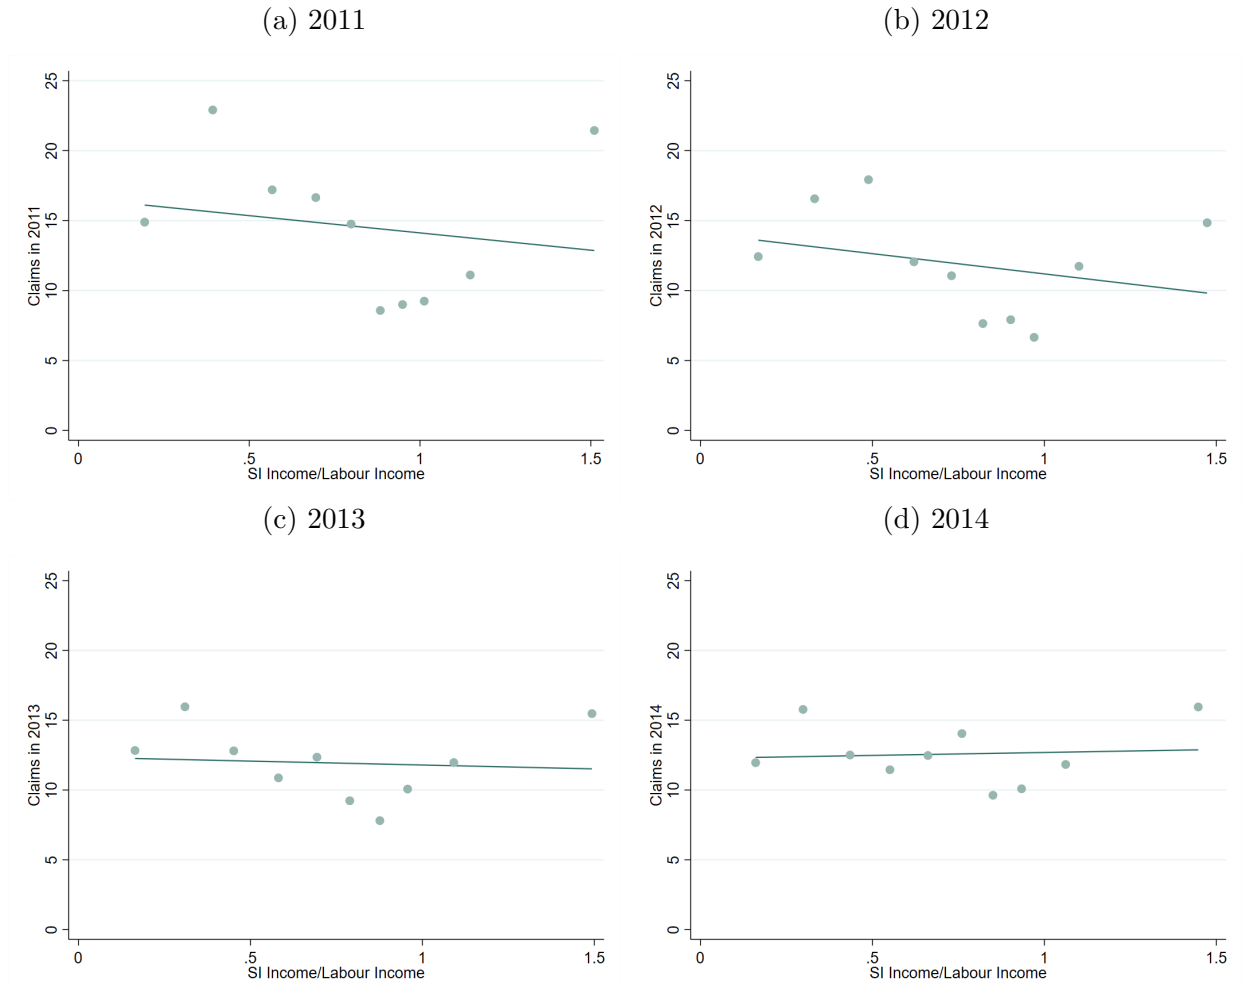 (a) 2011
25
20
15
10
5
0
Claims in 2011
0 .5 1 1.5
SI Income/Labour Income
(b) 2012
25
20
15
10
5
0
Claims in 2012
0 .5 1 1.5
SI Income/Labour Income
(c) 2013
25
20
15
10
5
0
Claims in 2013
0 .5 1 1.5
SI Income/Labour Income
(d) 2014
25
20
15
10
5
0
Claims in 2014
0 .5 1 1.5
SI Income/Labour Income